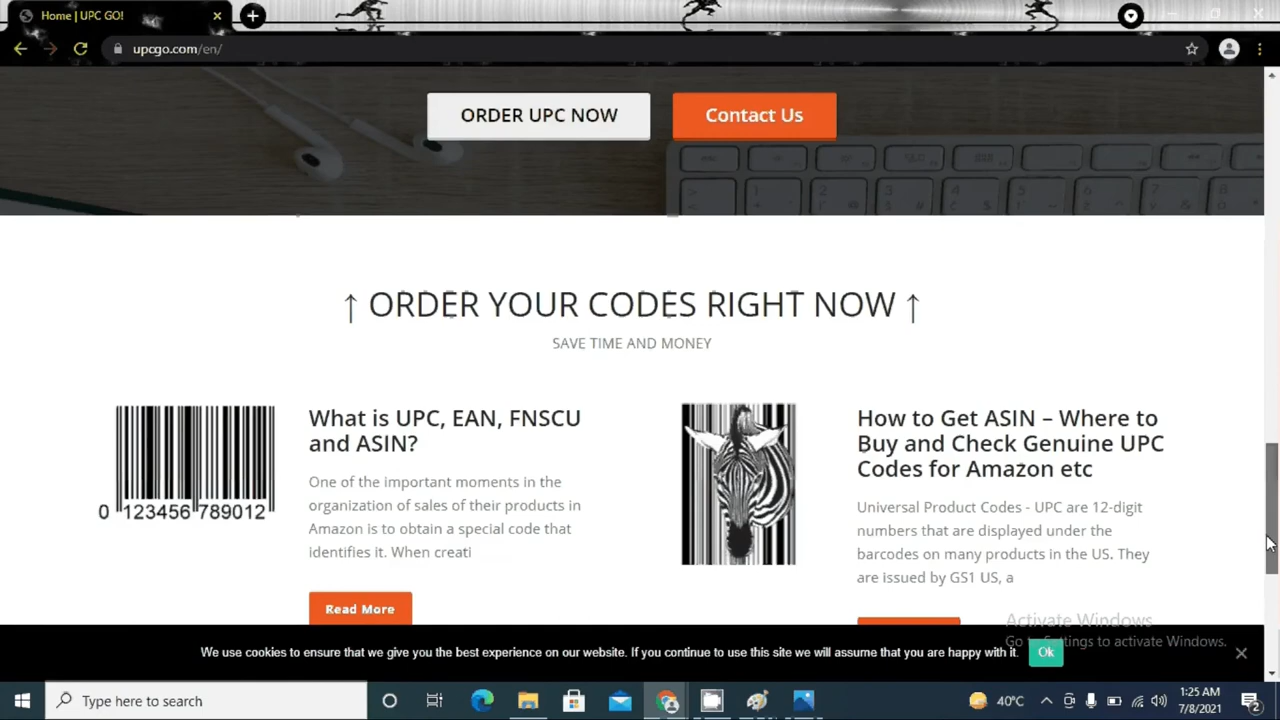 Home | UPC GO!
upcgo.com/en/
ORDER UPC NOW
Contact Us
↑ ORDER YOUR CODES RIGHT NOW ↑
SAVE TIME AND MONEY
0 123456 789012
What is UPC, EAN, FNSCU
and ASIN?
One of the important moments in the
organization of sales of their products in
Amazon is to obtain a special code that
identifies it. When creati
Read More
How to Get ASIN – Where to
Buy and Check Genuine UPC
Codes for Amazon etc
Universal Product Codes - UPC are 12-digit
numbers that are displayed under the
barcodes on many products in the US. They
are issued by GS1 US, a
Activate Windows
Go to Settings to activate Windows.
We use cookies to ensure that we give you the best experience on our website. If you continue to use this site we will assume that you are happy with it.
Ok
Type here to search
40°C
1:25 AM
7/8/2021
2